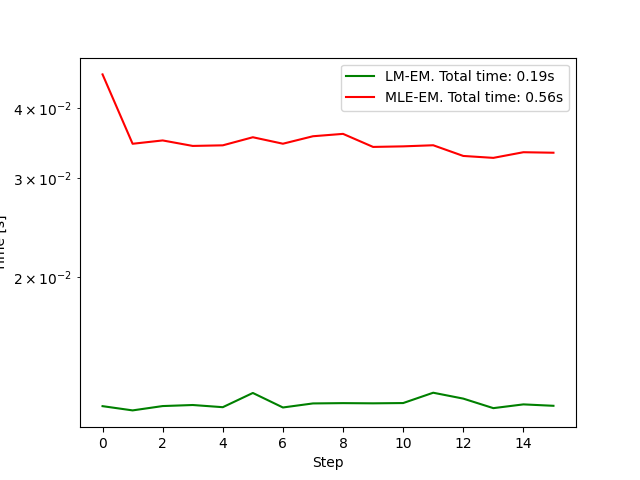 LM-EM. Total time: 0.19s
MLE-EM. Total time: 0.56s
4 × 10⁻²
3 × 10⁻²
2 × 10⁻²
[s]
0 2 4 6 8 10 12 14
Step